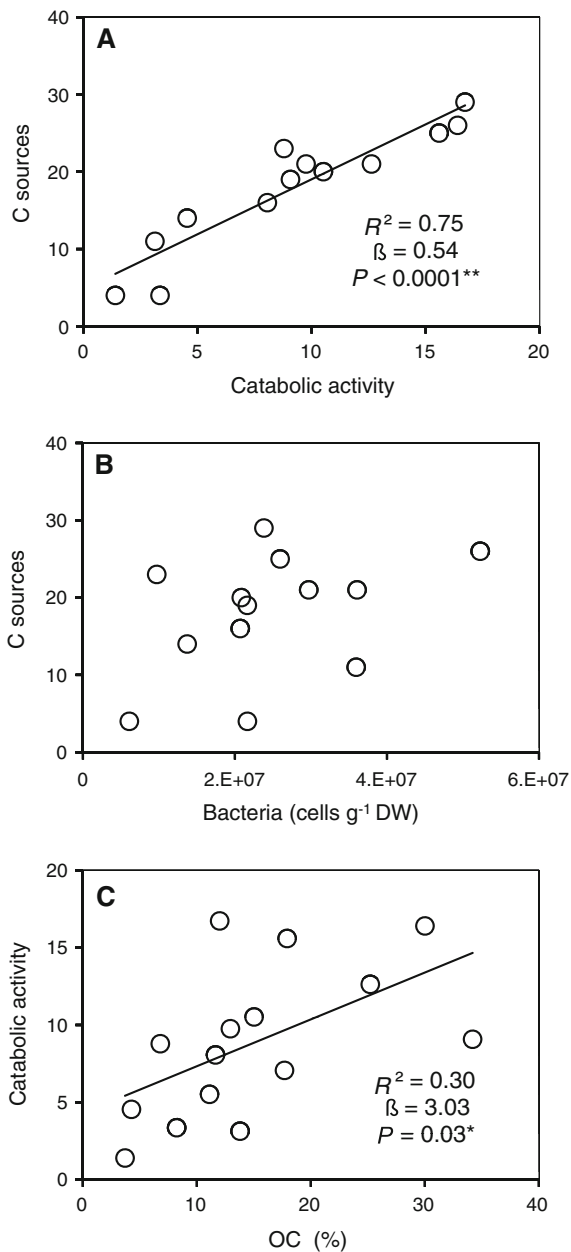 A
40
30
20
10
0
C sources
R² = 0.75
ß = 0.54
P < 0.0001**
0 5 10 15 20
Catabolic activity
B
40
30
20
10
0
C sources
0 2.E+07 4.E+07 6.E+07
Bacteria (cells g⁻¹ DW)
C
20
15
10
5
0
Catabolic activity
R² = 0.30
ß = 3.03
P = 0.03*
0 10 20 30 40
OC (%)